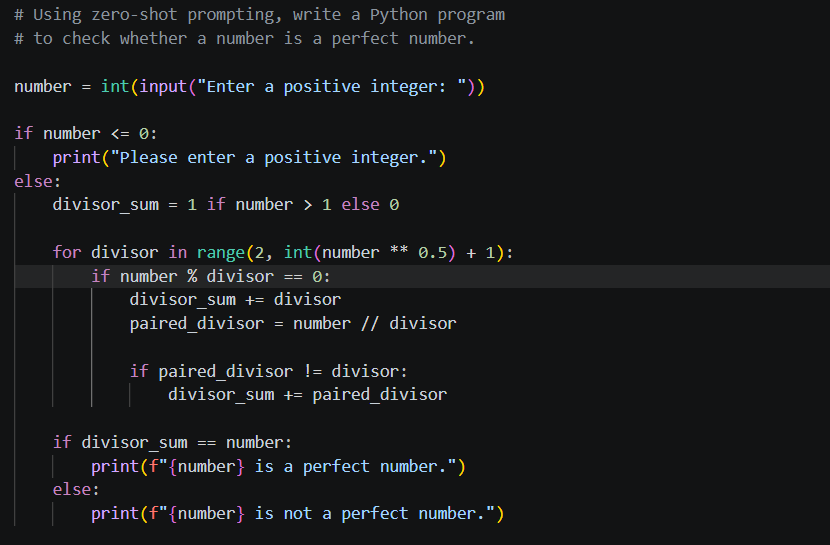 # Using zero-shot prompting, write a Python program
# to check whether a number is a perfect number.

number = int(input("Enter a positive integer: "))

if number <= 0:
    print("Please enter a positive integer.")
else:
    divisor_sum = 1 if number > 1 else 0

    for divisor in range(2, int(number ** 0.5) + 1):
        if number % divisor == 0:
            divisor_sum += divisor
            paired_divisor = number // divisor

            if paired_divisor != divisor:
                divisor_sum += paired_divisor

    if divisor_sum == number:
        print(f"{number} is a perfect number.")
    else:
        print(f"{number} is not a perfect number.")